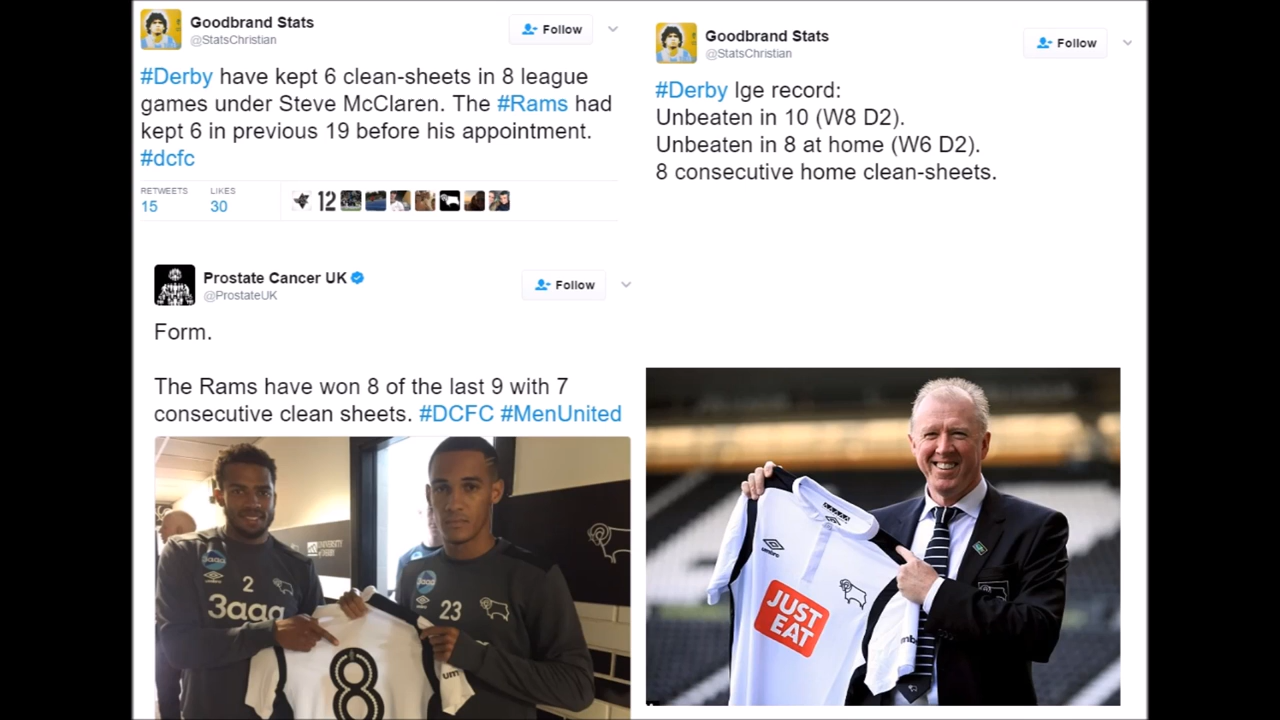 Goodbrand Stats
@StatsChristian
Follow
#Derby have kept 6 clean-sheets in 8 league
games under Steve McClaren. The #Rams had
kept 6 in previous 19 before his appointment.
#dcfc
RETWEETS
LIKES
15
30
12
Goodbrand Stats
@StatsChristian
Follow
#Derby lge record:
Unbeaten in 10 (W8 D2).
Unbeaten in 8 at home (W6 D2).
8 consecutive home clean-sheets.
Prostate Cancer UK
@ProstateUK
Follow
Form.
The Rams have won 8 of the last 9 with 7
consecutive clean sheets. #DCFC #MenUnited
3aaa
2
3aaa
3aaa
23
8
um
umbro
JUST
EAT